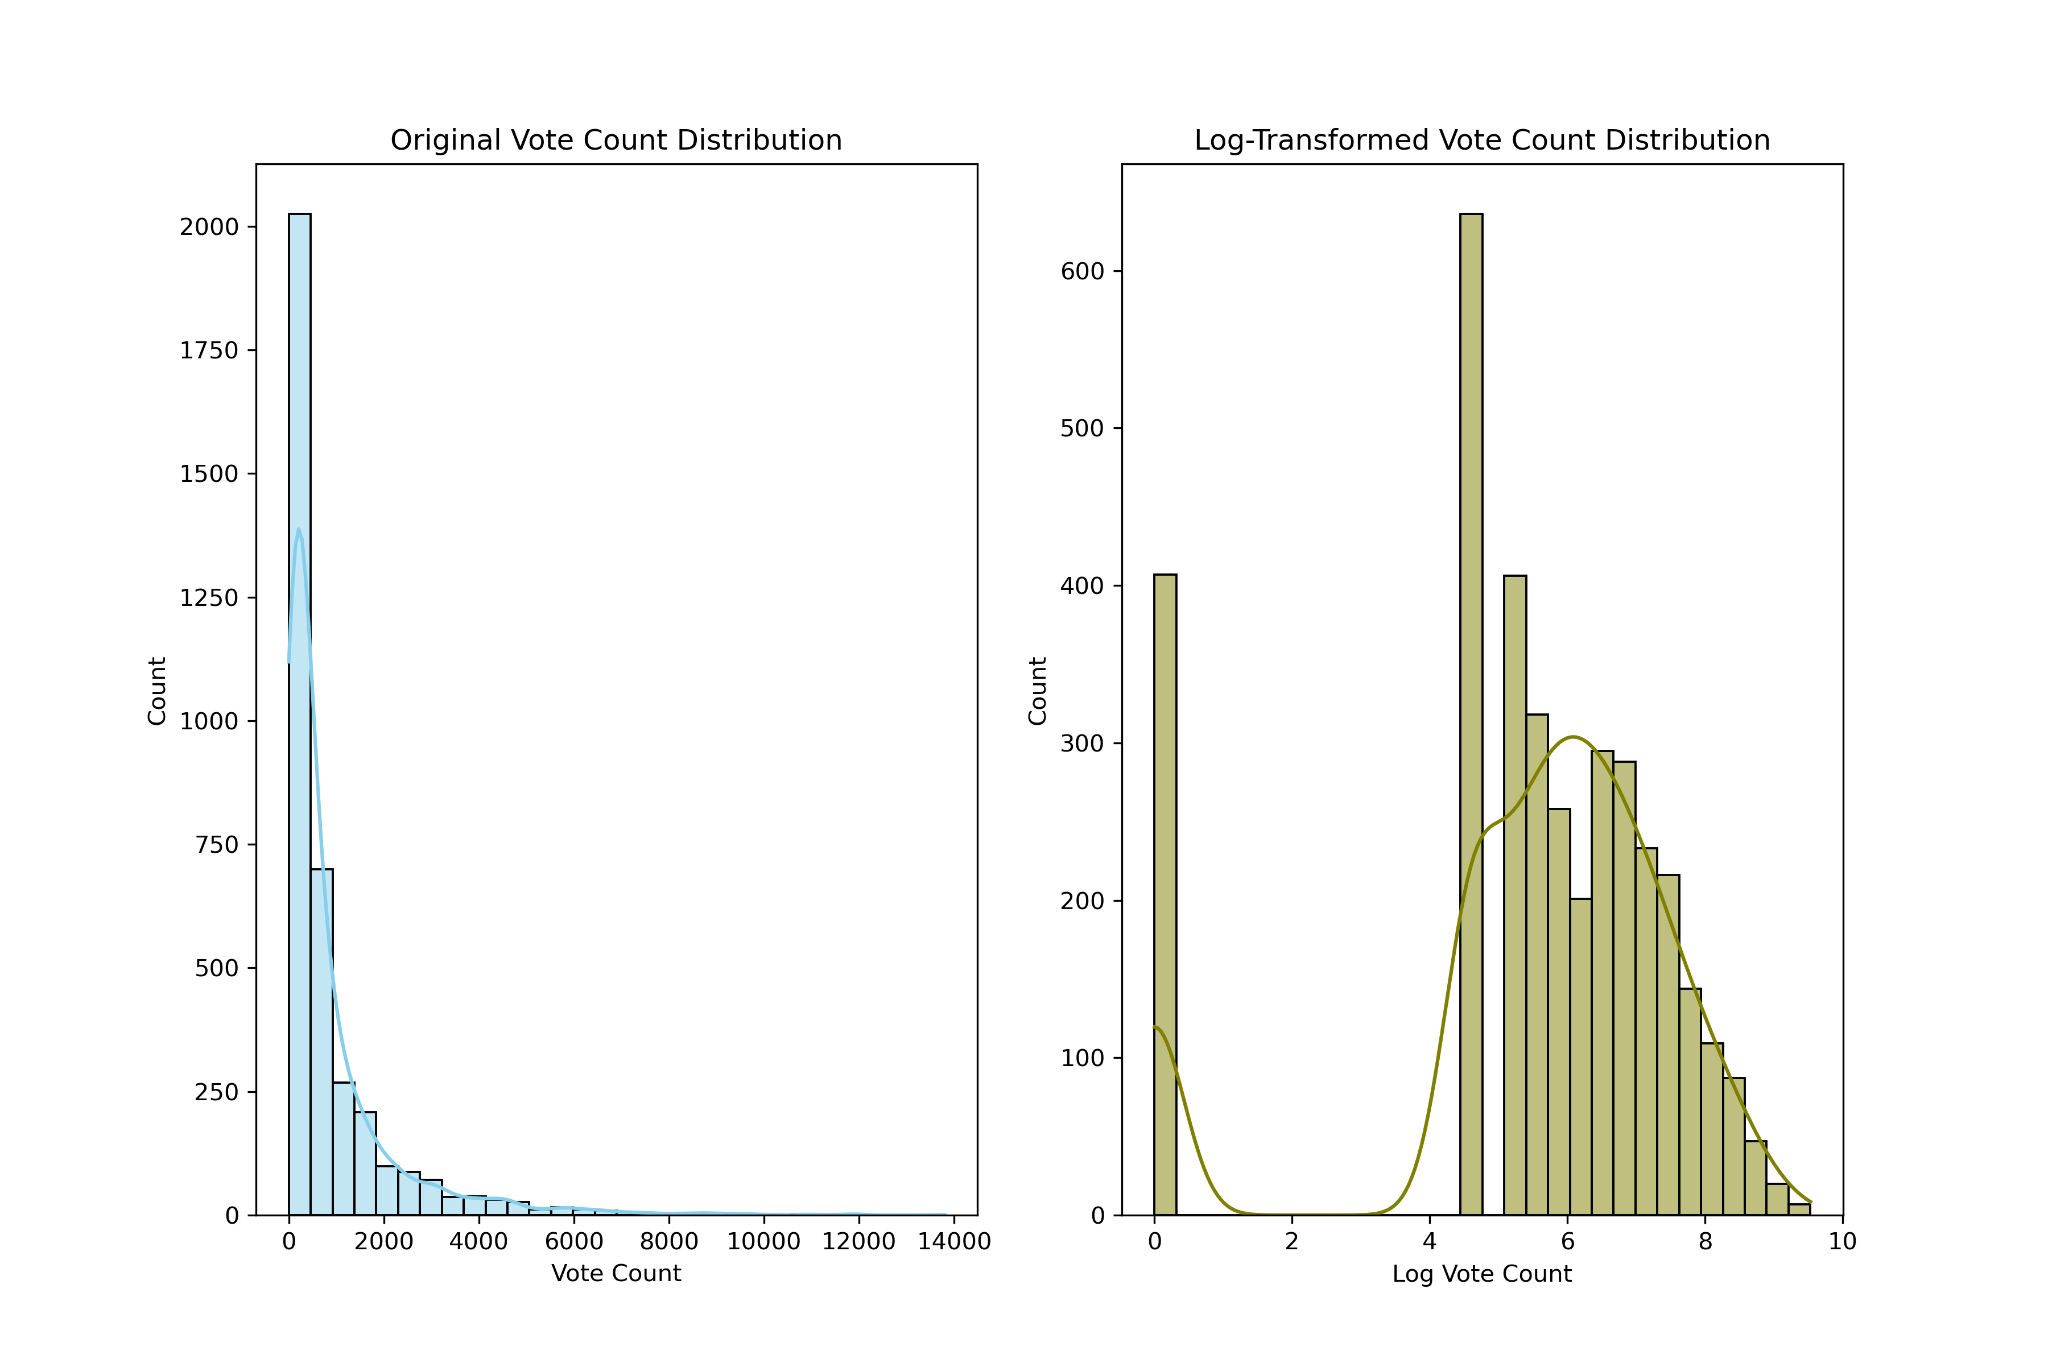 Original Vote Count Distribution
2000
1750
1500
1250
1000
750
500
250
0
Count
0 2000 4000 6000 8000 10000 12000 14000
Vote Count
Log-Transformed Vote Count Distribution
600
500
400
300
200
100
0
Count
0 2 4 6 8 10
Log Vote Count